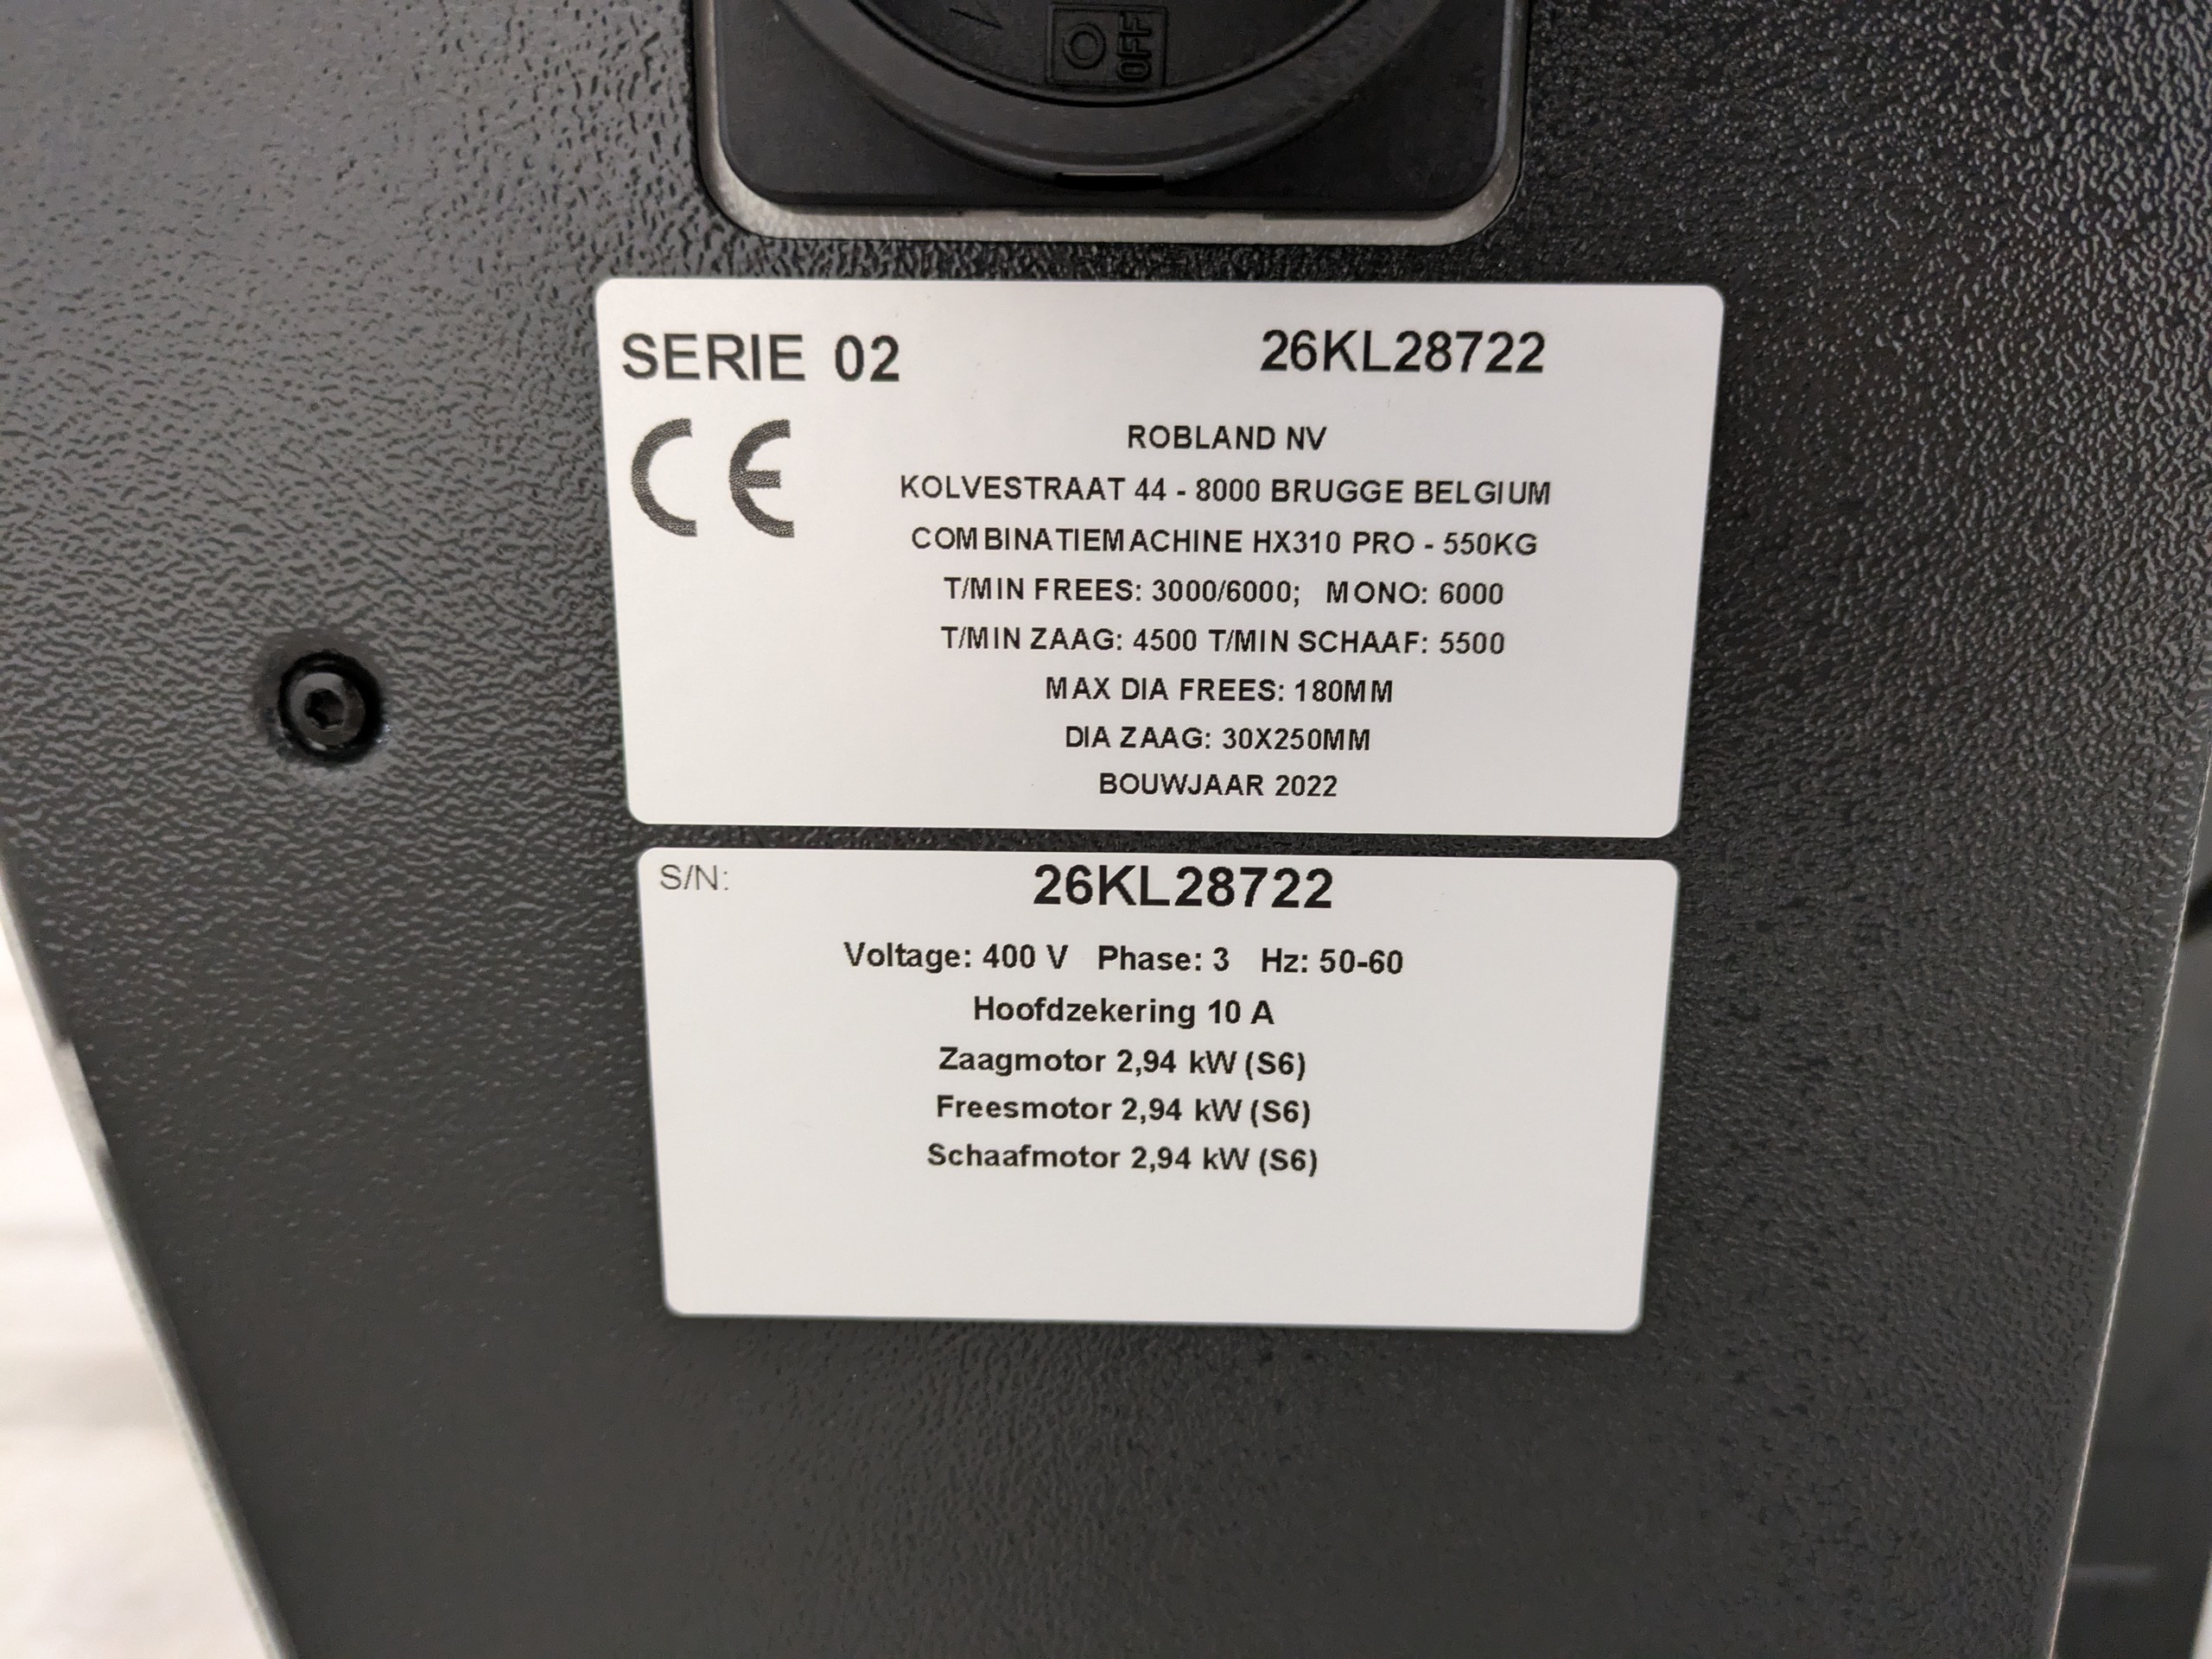 OFF
SERIE 02 26KL28722
CE
ROBLAND NV
KOLVESTRAAT 44 - 8000 BRUGGE BELGIUM
COMBINATIEMACHINE HX310 PRO - 550KG
T/MIN FREES: 3000/6000; MONO: 6000
T/MIN ZAAG: 4500 T/MIN SCHAAF: 5500
MAX DIA FREES: 180MM
DIA ZAAG: 30X250MM
BOUWJAAR 2022
S/N: 26KL28722
Voltage: 400 V Phase: 3 Hz: 50-60
Hoofdzekering 10 A
Zaagmotor 2,94 kW (S6)
Freesmotor 2,94 kW (S6)
Schaafmotor 2,94 kW (S6)